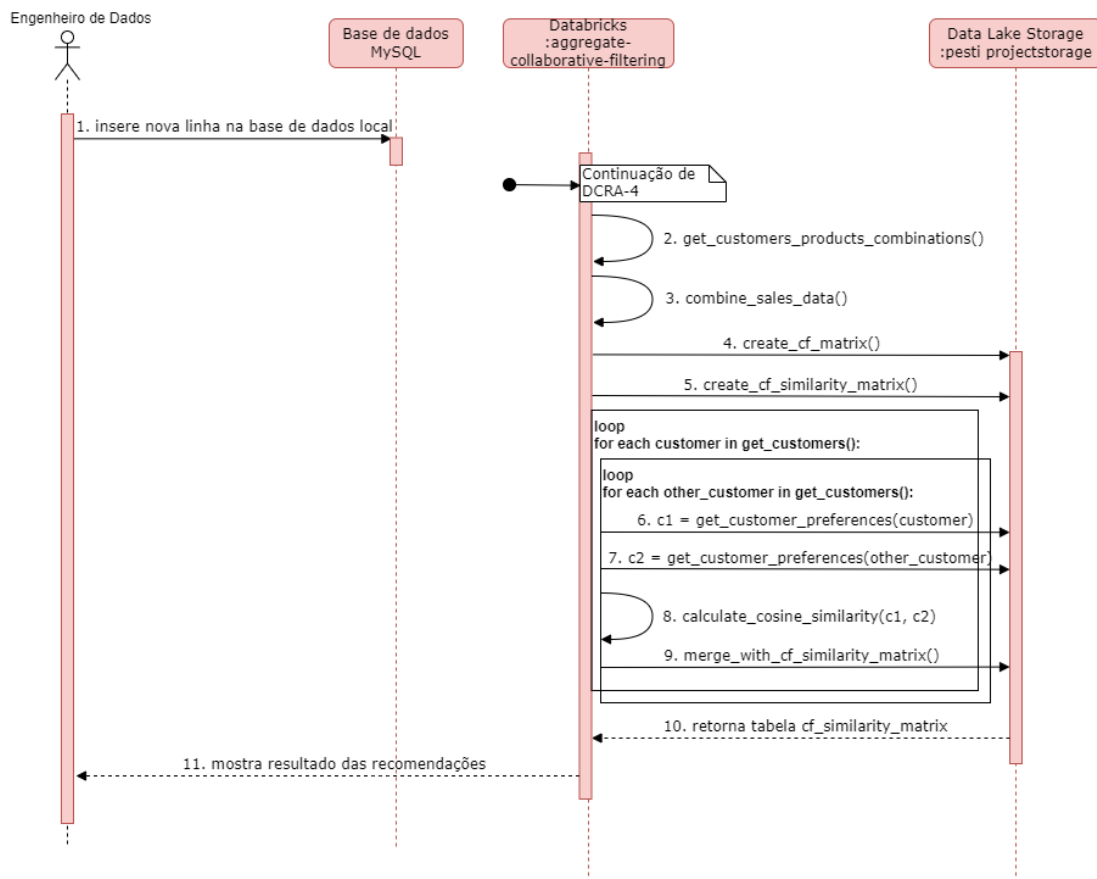 Engenheiro de Dados
Base de dados
MySQL
Databricks
:aggregate-
collaborative-filtering
Data Lake Storage
:pesti projectstorage
1. insere nova linha na base de dados local
Continuação de
DCRA-4
2. get_customers_products_combinations()
3. combine_sales_data()
4. create_cf_matrix()
5. create_cf_similarity_matrix()
loop
for each customer in get_customers():
loop
for each other_customer in get_customers():
6. c1 = get_customer_preferences(customer)
7. c2 = get_customer_preferences(other_customer)
8. calculate_cosine_similarity(c1, c2)
9. merge_with_cf_similarity_matrix()
10. retorna tabela cf_similarity_matrix
11. mostra resultado das recomendações